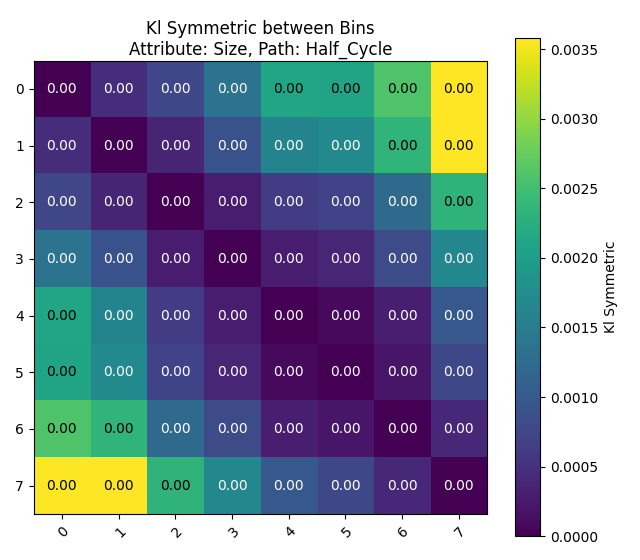 Kl Symmetric between Bins
Attribute: Size, Path: Half_Cycle
0 0.00 0.00 0.00 0.00 0.00 0.00 0.00 0.00
1 0.00 0.00 0.00 0.00 0.00 0.00 0.00 0.00
2 0.00 0.00 0.00 0.00 0.00 0.00 0.00 0.00
3 0.00 0.00 0.00 0.00 0.00 0.00 0.00 0.00
4 0.00 0.00 0.00 0.00 0.00 0.00 0.00 0.00
5 0.00 0.00 0.00 0.00 0.00 0.00 0.00 0.00
6 0.00 0.00 0.00 0.00 0.00 0.00 0.00 0.00
7 0.00 0.00 0.00 0.00 0.00 0.00 0.00 0.00
0 1 2 3 4 5 6 7
0.0035
0.0030
0.0025
0.0020
0.0015
0.0010
0.0005
0.0000
Kl Symmetric